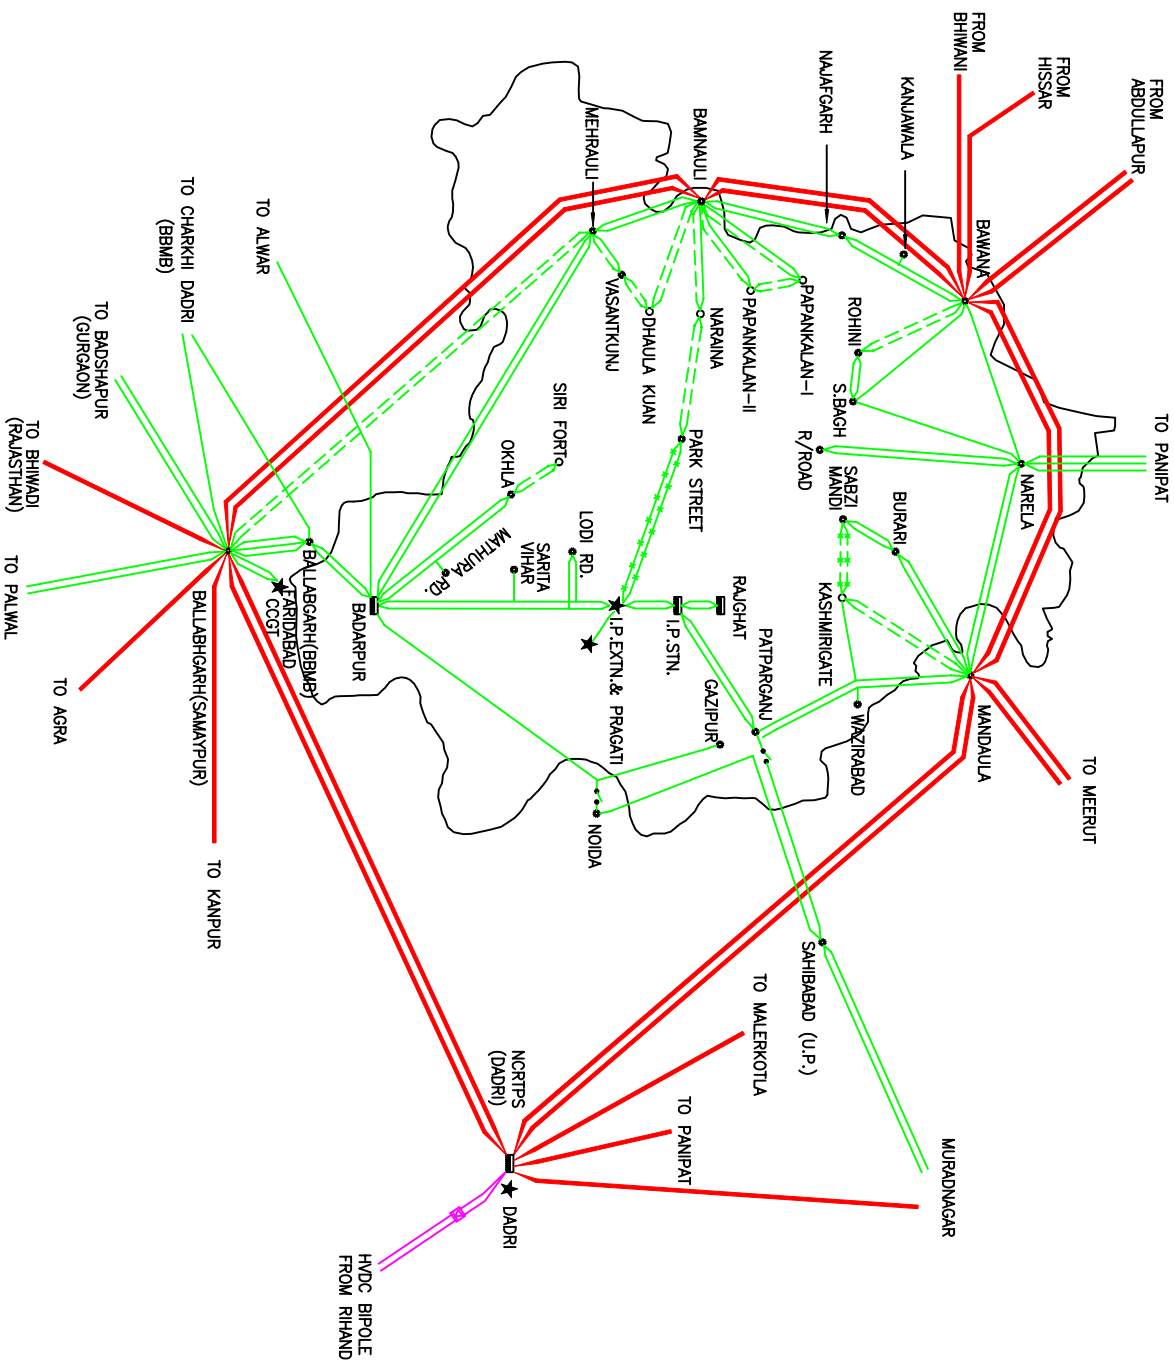 FROM
BHIWANI
FROM
HISSAR
FROM
ABDULLAPUR
NAJAFGARH
KANJAWALA
BAMNAULI
MEHRAULI
BAWANA
TO PANIPAT
NARELA
ROHINI
S.BAGH
R/ROAD
PAPANKALAN-I
PAPANKALAN-II
NARAINA
DHAULA KUAN
VASANTKUNJ
PARK STREET
SABZI
MANDI
BURARI
KASHMIRIGATE
WAZIRABAD
MANDAULA
TO MEERUT
SIRI FORT
OKHLA
MATHURA RD.
SARITA
VIHAR
LODI RD.
I.P.EXTN.& PRAGATI
I.P.STN.
RAJGHAT
PATPARGANJ
GAZIPUR
NOIDA
SAHIBABAD (U.P.)
MURADNAGAR
TO ALWAR
TO CHARKHI DADRI
(BBMB)
TO BADSHAPUR
(GURGAON)
TO BHIWADI
(RAJASTHAN)
TO PALWAL
TO AGRA
TO KANPUR
BADARPUR
BALLABGARH(BBMB)
FARIDABAD
CCGT
BALLABHGARH(SAMAYPUR)
TO MALERKOTLA
TO PANIPAT
NCRTPS
(DADRI)
DADRI
HVDC BIPOLE
FROM RIHAND